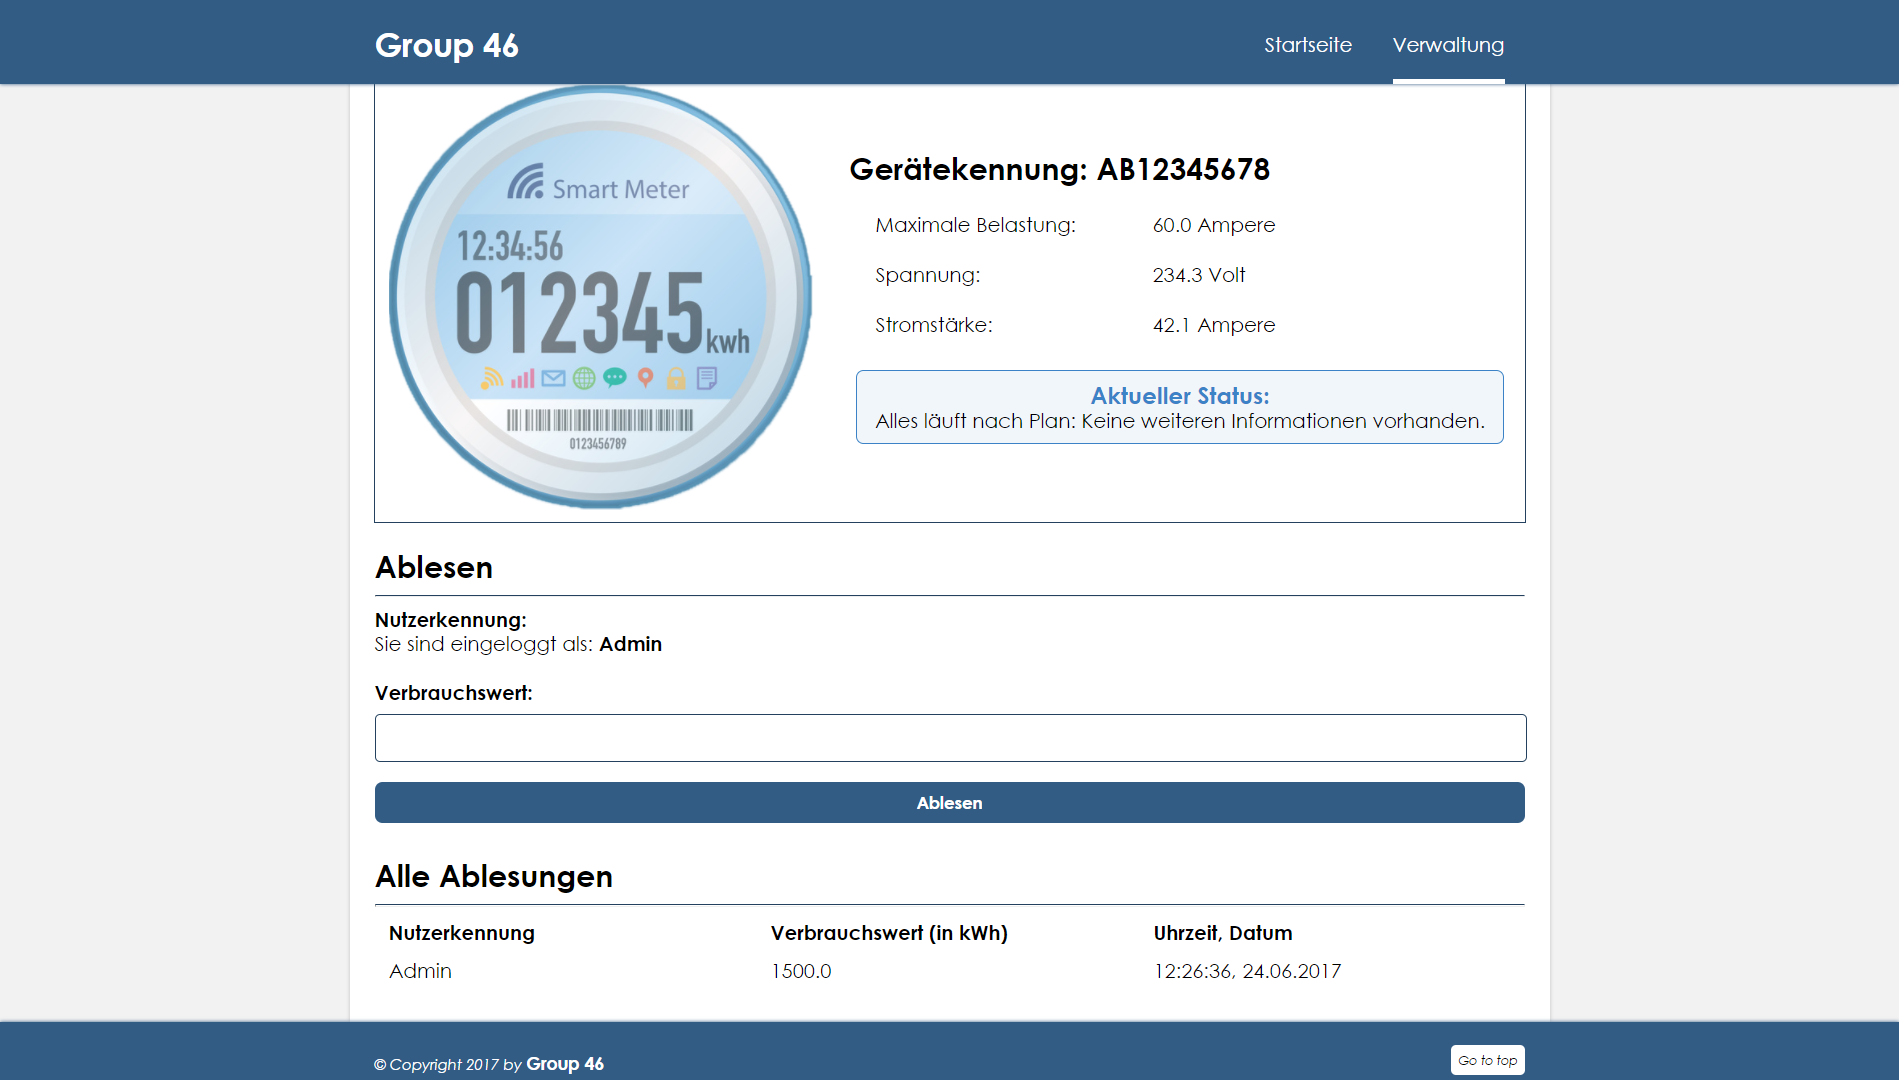 Group 46
Startseite
Verwaltung
Smart Meter
12:34:56
012345kwh
0123456789
Gerätekennung: AB12345678
Maximale Belastung: 60.0 Ampere
Spannung: 234.3 Volt
Stromstärke: 42.1 Ampere
Aktueller Status:
Alles läuft nach Plan: Keine weiteren Informationen vorhanden.
Ablesen
Nutzerkennung:
Sie sind eingeloggt als: Admin
Verbrauchswert:
Ablesen
Alle Ablesungen
Nutzerkennung Verbrauchswert (in kWh) Uhrzeit, Datum
Admin 1500.0 12:26:36, 24.06.2017
© Copyright 2017 by Group 46
Go to top